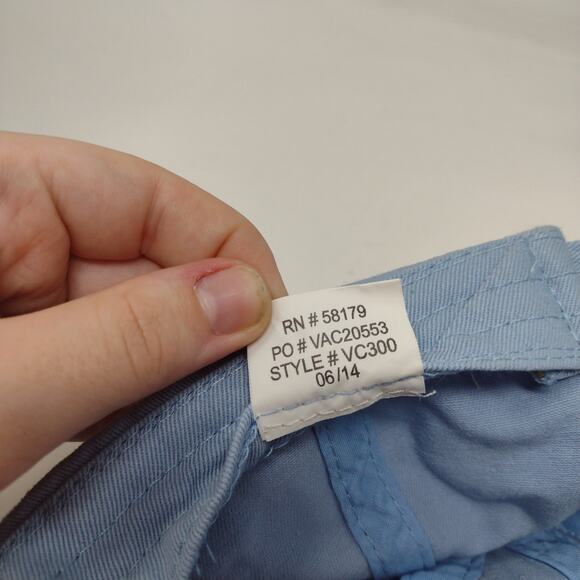 RN # 58179
PO # VAC20553
STYLE # VC300
06/14